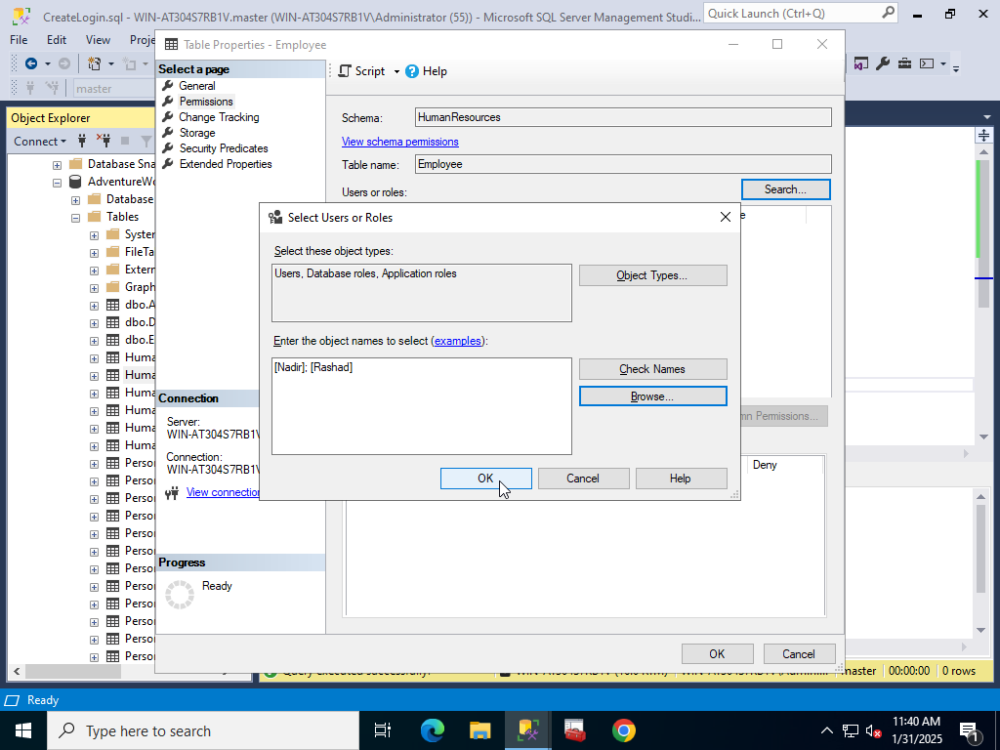 CreateLogin.sql - WIN-AT304S7RB1V.master (WIN-AT304S7RB1V\Administrator (55)) - Microsoft SQL Server Management Studi...
Quick Launch (Ctrl+Q)
File Edit View Proje
master
Object Explorer
Connect
Database Sna
AdventureWo
Database
Tables
System
FileTa
Extern
Graph
dbo.A
dbo.D
dbo.E
Huma
Huma
Huma
Huma
Huma
Huma
Person
Person
Person
Person
Person
Person
Person
Person
Person
Person
Person
Person
Table Properties - Employee
Select a page
General
Permissions
Change Tracking
Storage
Security Predicates
Extended Properties
Script Help
Schema: HumanResources
View schema permissions
Table name: Employee
Users or roles: Search...
Select Users or Roles
Select these object types:
Users, Database roles, Application roles
Object Types...
Enter the object names to select (examples):
[Nadir]; [Rashad]
Check Names
Browse...
OK Cancel Help
mn Permissions...
Deny
Connection
Server:
WIN-AT304S7RB1V
Connection:
WIN-AT304S7RB1V
View connection
Progress
Ready
OK Cancel
Query executed successfully.
master 00:00:00 0 rows
Ready
Type here to search
11:40 AM
1/31/2025
1